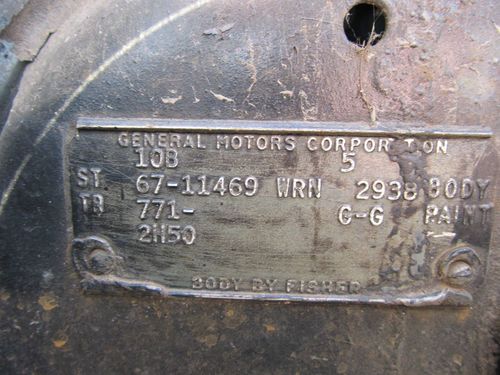 GENERAL MOTORS CORPORATION
10B 5
ST. 67-11469 WRN 2938 BODY
TR 771- G-G PAINT
2H50
BODY BY FISHER